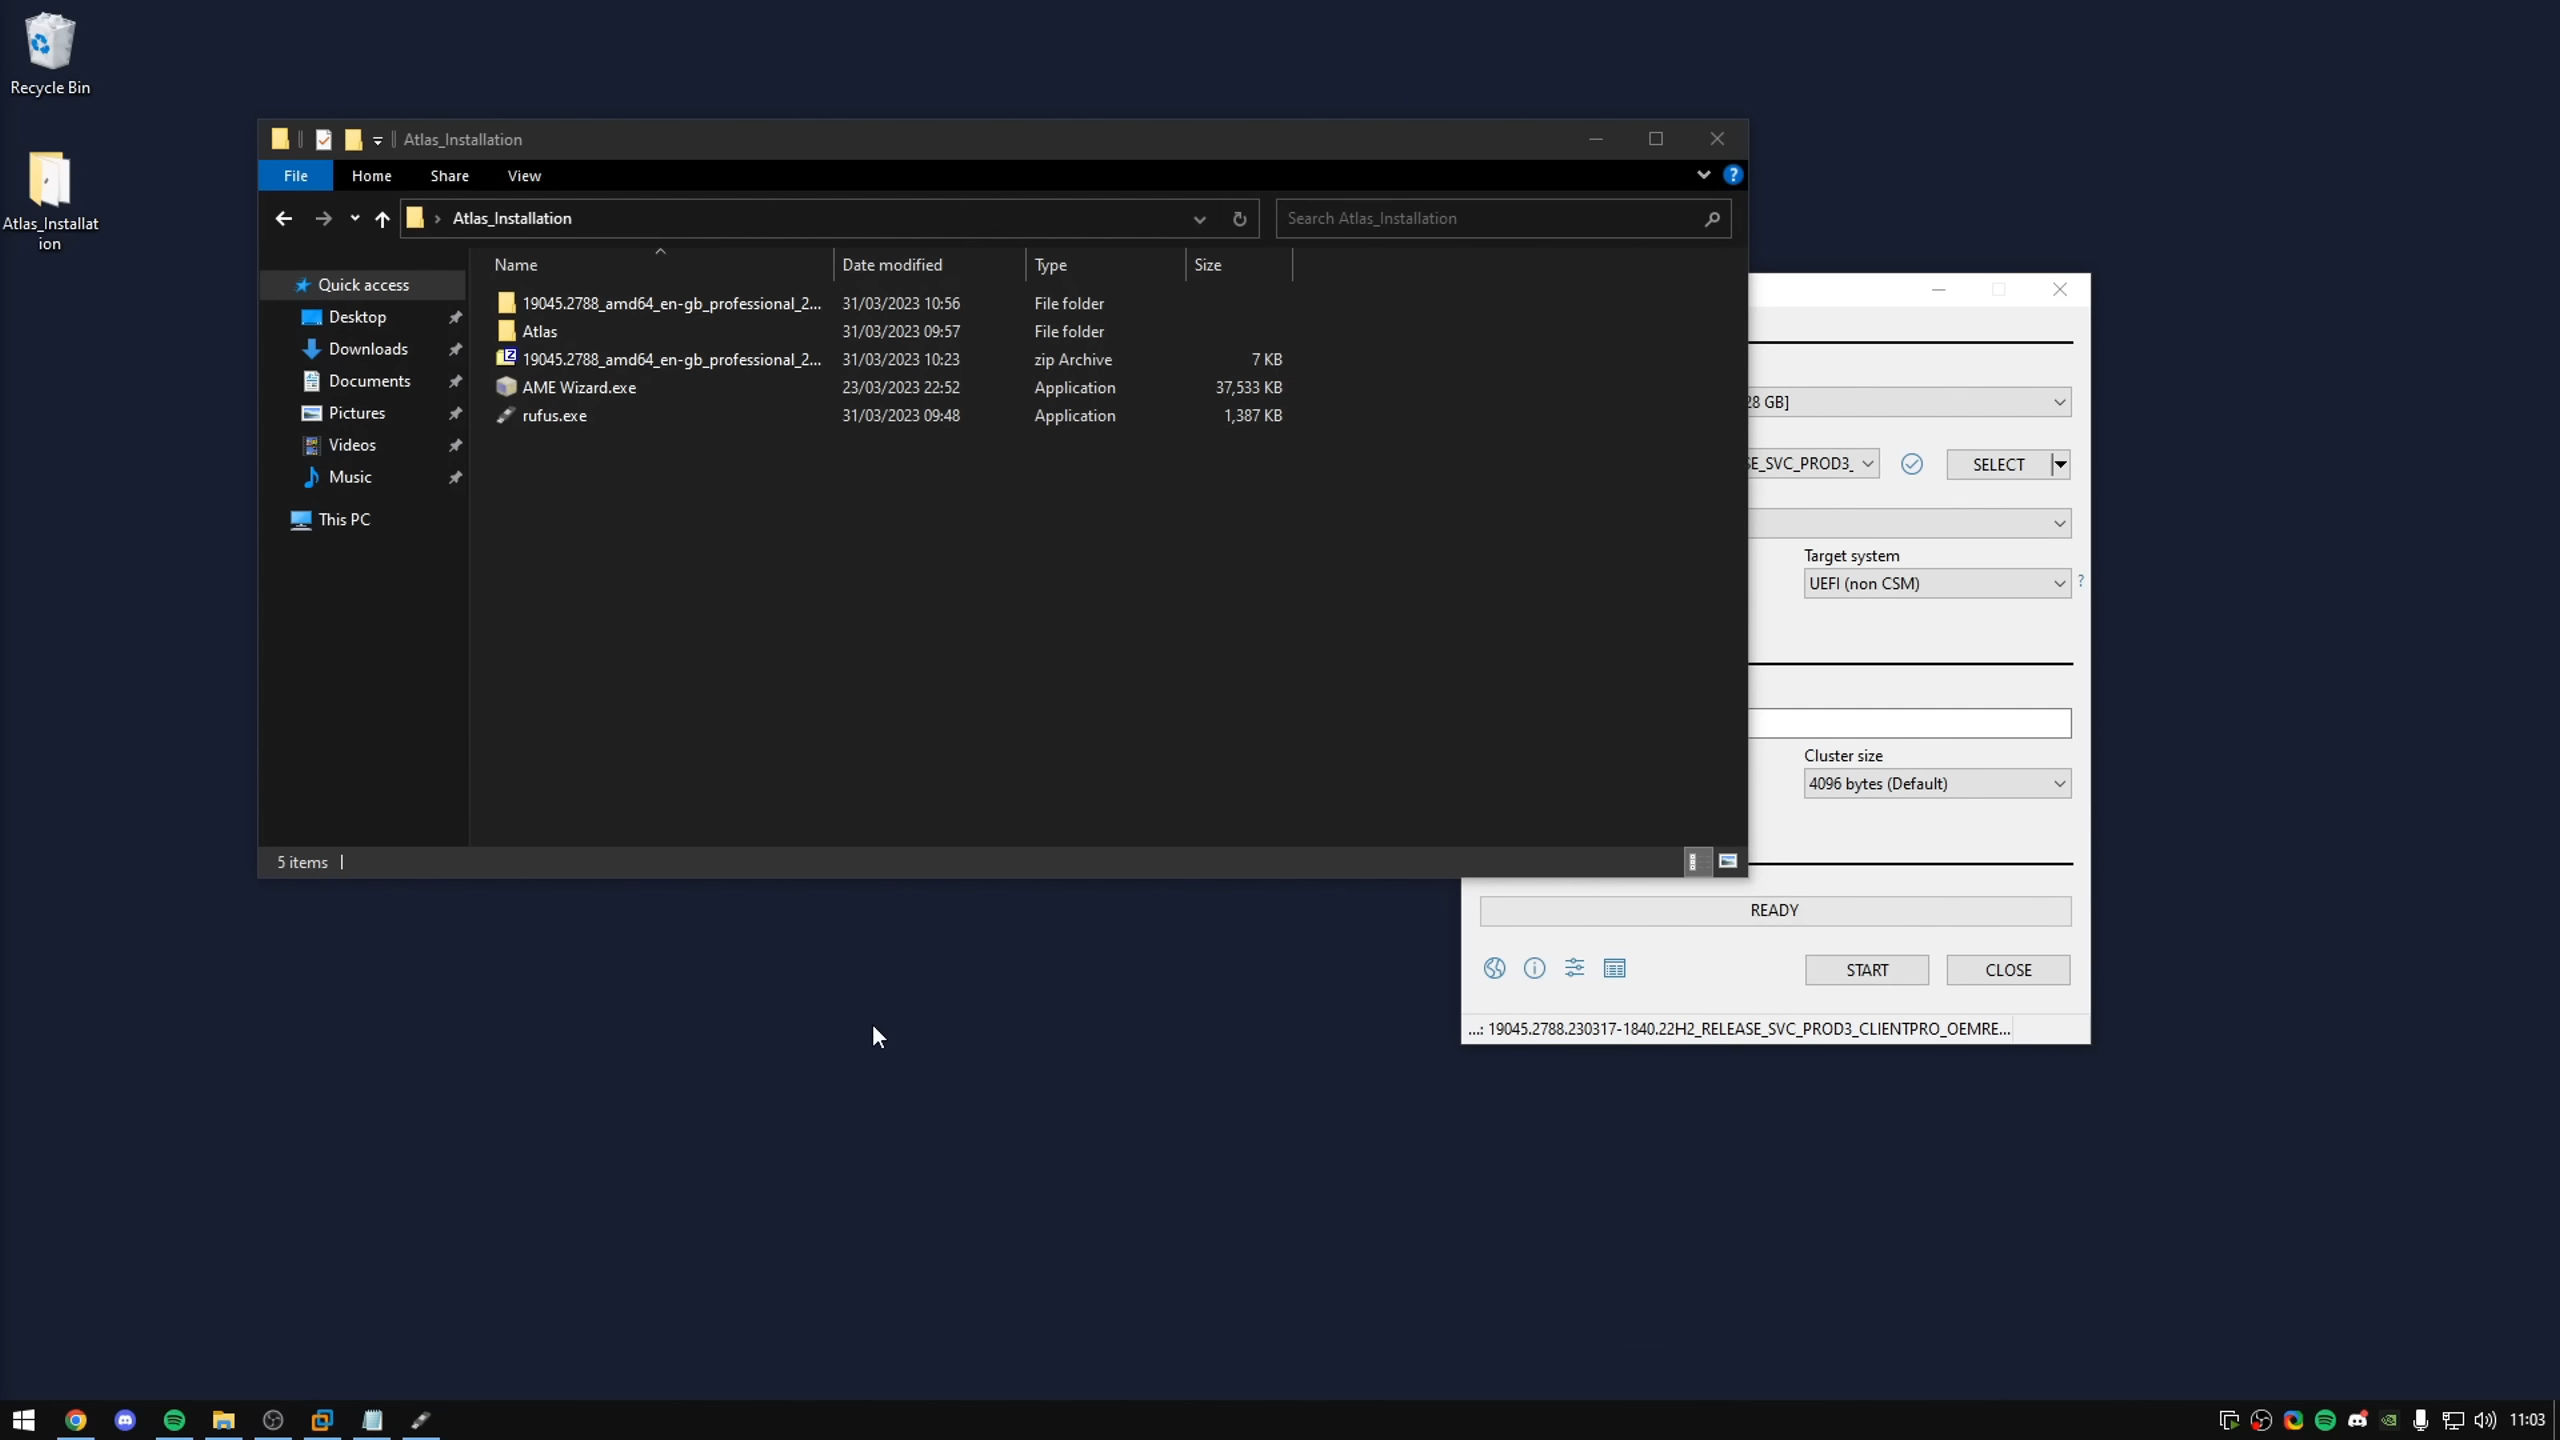 Recycle Bin
Atlas_Installat
ion
Atlas_Installation
File Home Share View
Atlas_Installation
Search Atlas_Installation
Name Date modified Type Size
Quick access
Desktop
Downloads
Documents
Pictures
Videos
Music
This PC
19045.2788_amd64_en-gb_professional_2... 31/03/2023 10:56 File folder
Atlas 31/03/2023 09:57 File folder
19045.2788_amd64_en-gb_professional_2... 31/03/2023 10:23 zip Archive 7 KB
AME Wizard.exe 23/03/2023 22:52 Application 37,533 KB
rufus.exe 31/03/2023 09:48 Application 1,387 KB
5 items
28 GB]
SE_SVC_PROD3_ SELECT
Target system
UEFI (non CSM) ?
Cluster size
4096 bytes (Default)
READY
START CLOSE
...: 19045.2788.230317-1840.22H2_RELEASE_SVC_PROD3_CLIENTPRO_OEMRE...
11:03